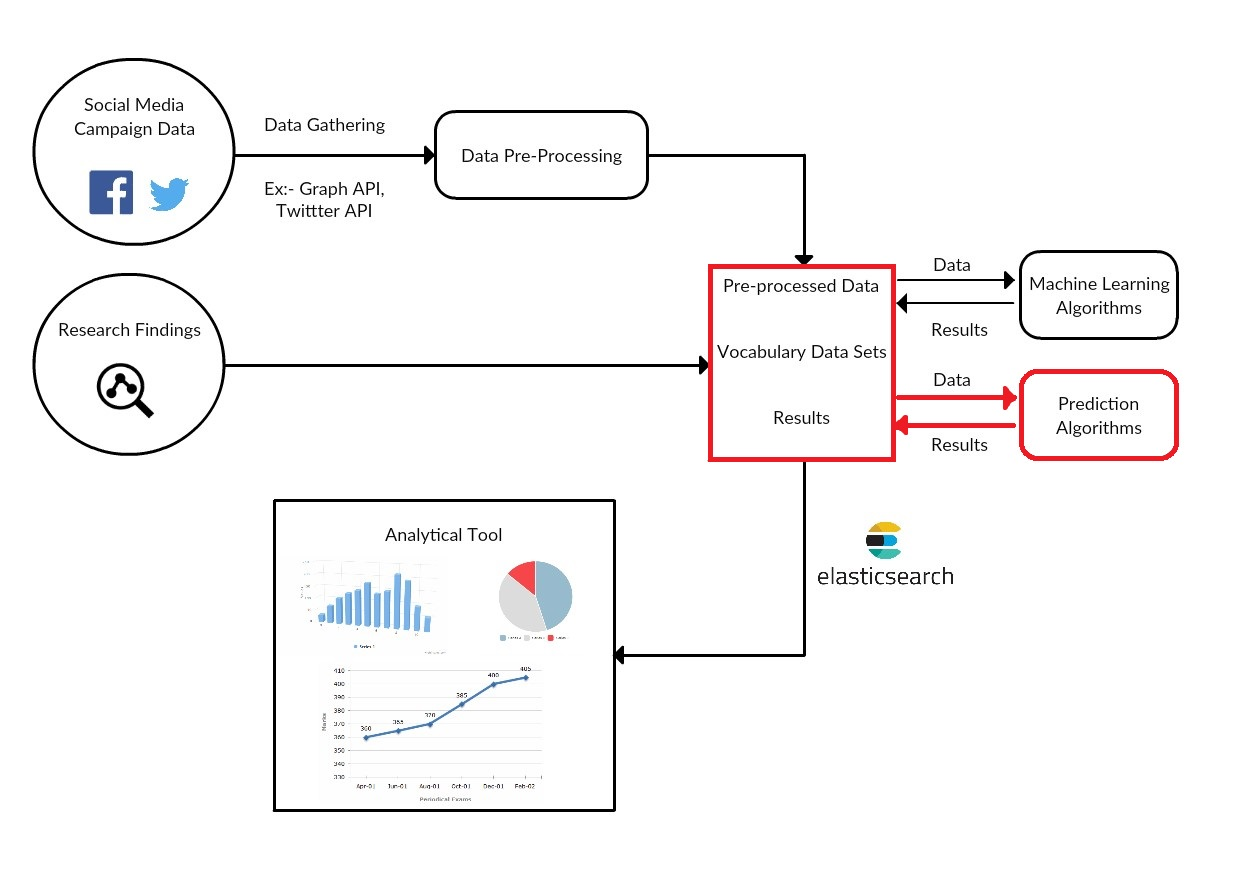 Social Media
Campaign Data
Data Gathering
Ex:- Graph API,
Twittter API
Data Pre-Processing
Research Findings
Pre-processed Data
Vocabulary Data Sets
Results
Data
Results
Machine Learning
Algorithms
Data
Results
Prediction
Algorithms
elasticsearch
Analytical Tool
Series 1
410
400
390
380
370
360
350
340
330
Marks
360
365
370
385
400
405
Apr-01 Jun-01 Aug-01 Oct-01 Dec-01 Feb-02
Periodical Exams